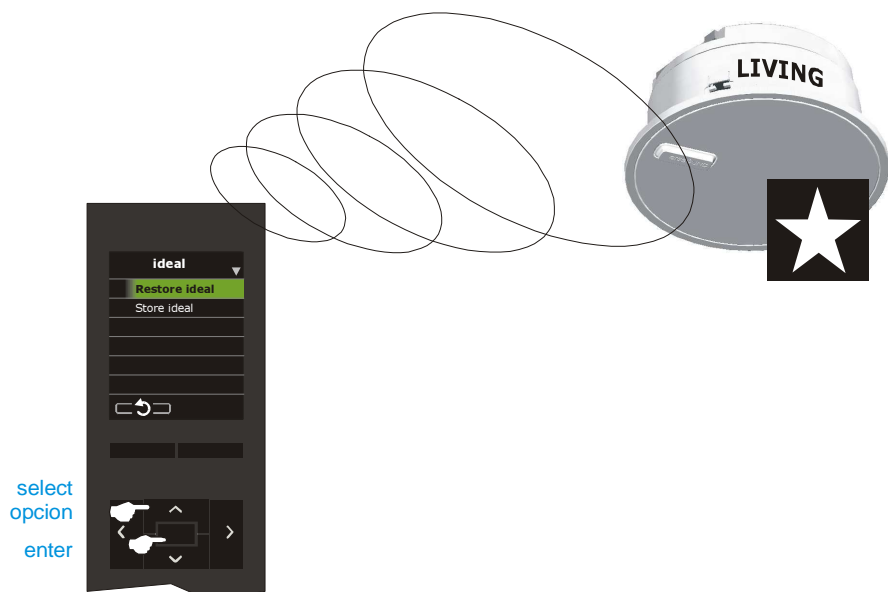 LIVING
ideal
Restore ideal
Store ideal
select
opcion
enter